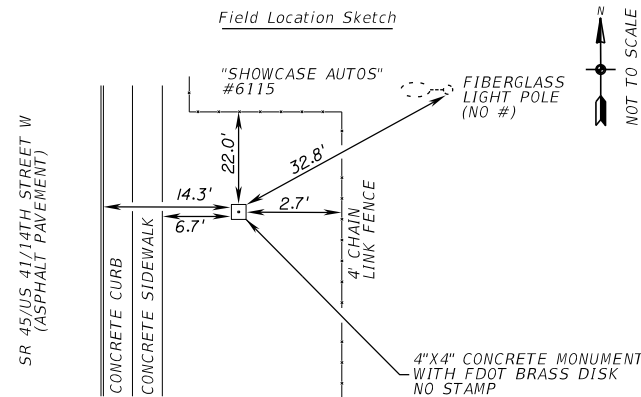 Field Location Sketch
N
NOT TO SCALE
"SHOWCASE AUTOS"
#6115
FIBERGLASS
LIGHT POLE
(NO #)
22.0'
32.8'
14.3'
2.7'
6.7'
SR 45/US 41/14TH STREET W
(ASPHALT PAVEMENT)
CONCRETE CURB
CONCRETE SIDEWALK
4' CHAIN
LINK FENCE
4"X4" CONCRETE MONUMENT
WITH FDOT BRASS DISK
NO STAMP